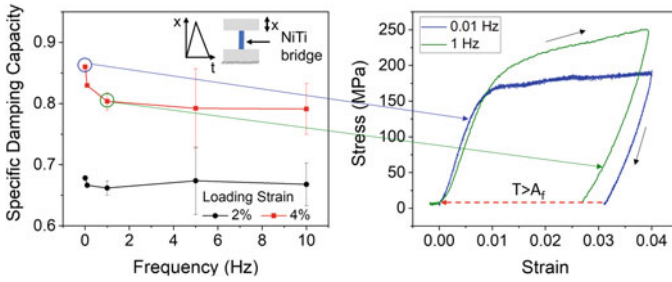 Specific Damping Capacity
0.9
0.8
0.7
0.6
x
t
x
NiTi
bridge
Loading Strain
2%
4%
0
2
4
6
8
10
Frequency (Hz)
Stress (MPa)
250
200
150
100
50
0
0.01 Hz
1 Hz
T>Af
0.00
0.01
0.02
0.03
0.04
Strain